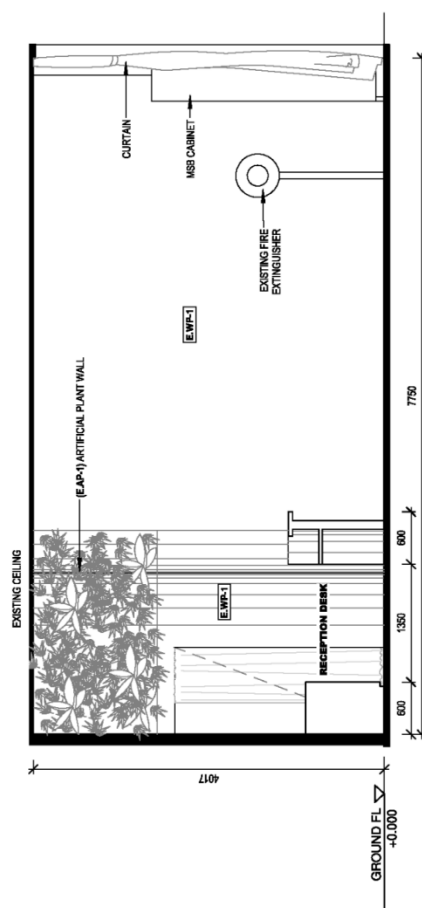 EXISTING CEILING
(E.AP-1) ARTIFICIAL PLANT WALL
CURTAIN
MSB CABINET
EXISTING FIRE
EXTINGUISHER
E.WP-1
E.WP-1
RECEPTION DESK
4017
600
1350
600
7750
GROUND FL
+0.000